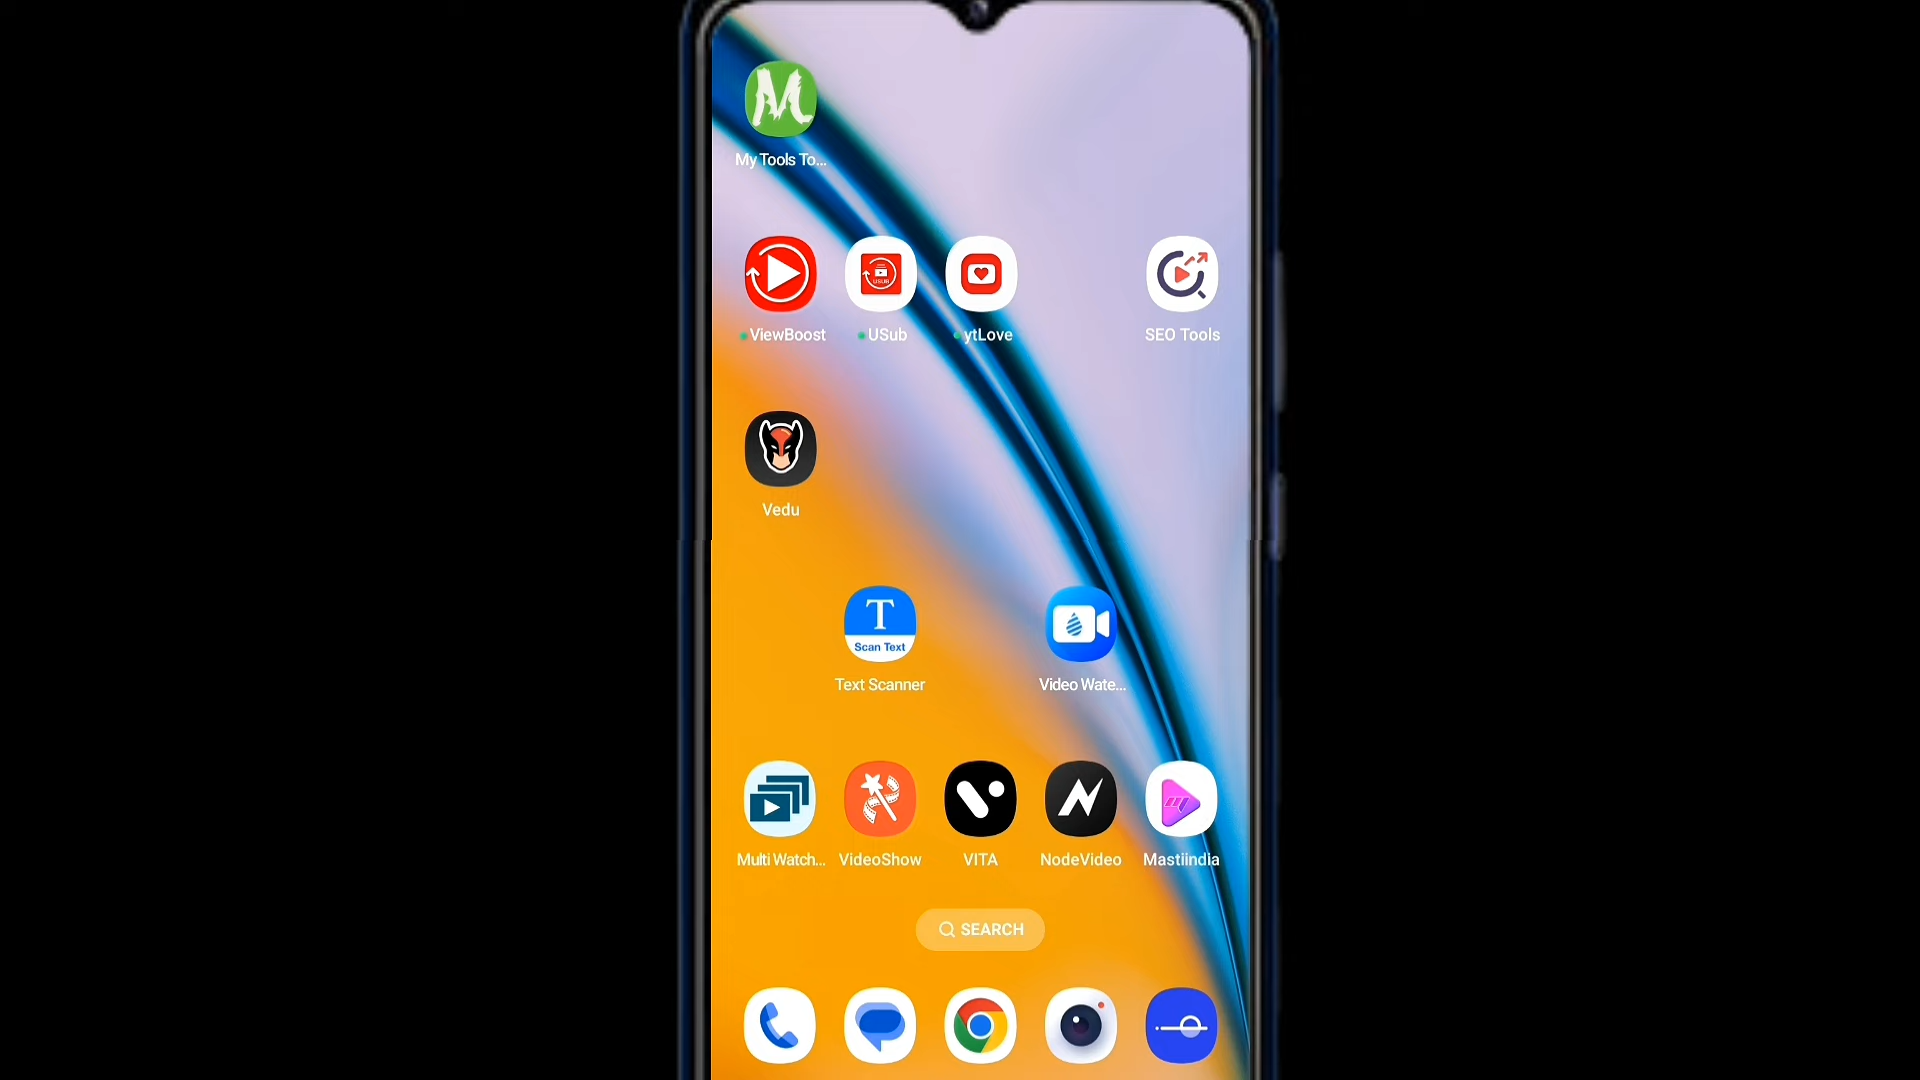 M
My Tools To...
USUB
ViewBoost
USub
ytLove
SEO Tools
Vedu
T
Scan Text
Text Scanner
Video Wate...
Multi Watch...
VideoShow
VITA
NodeVideo
Mastiindia
SEARCH